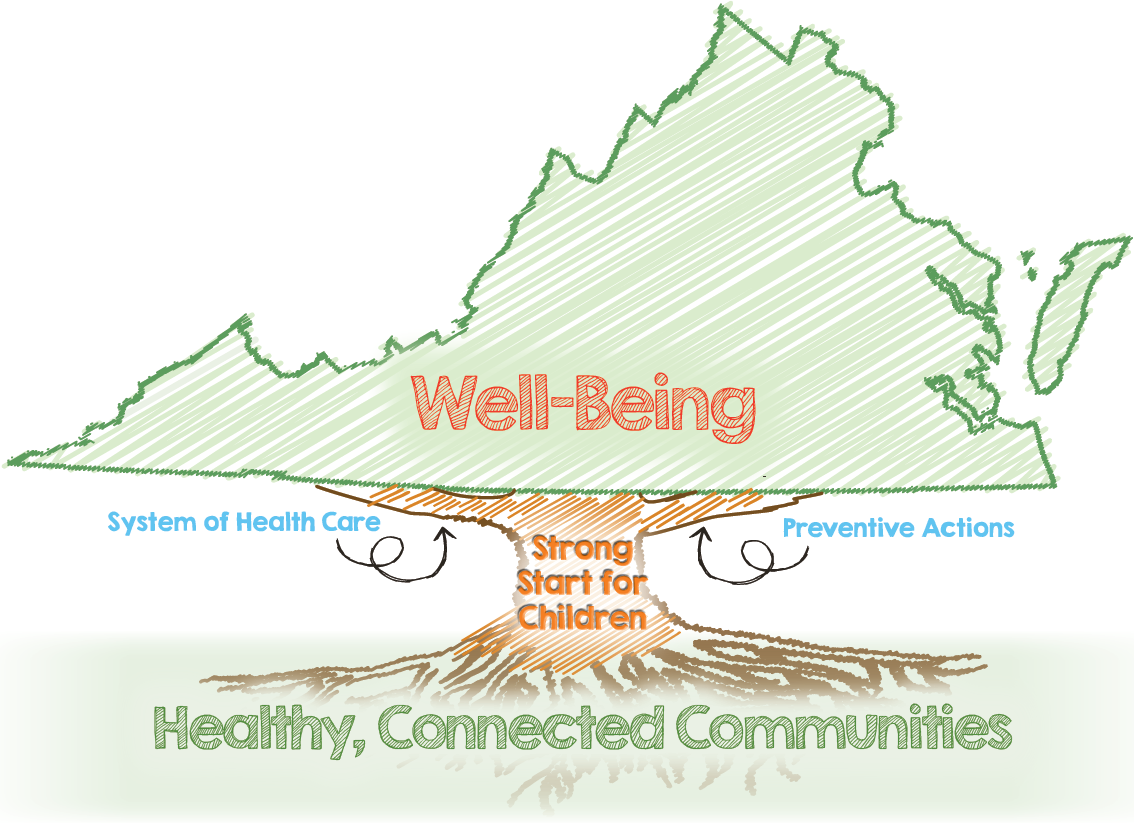 Well-Being
System of Health Care
Preventive Actions
Strong
Start for
Children
Healthy, Connected Communities